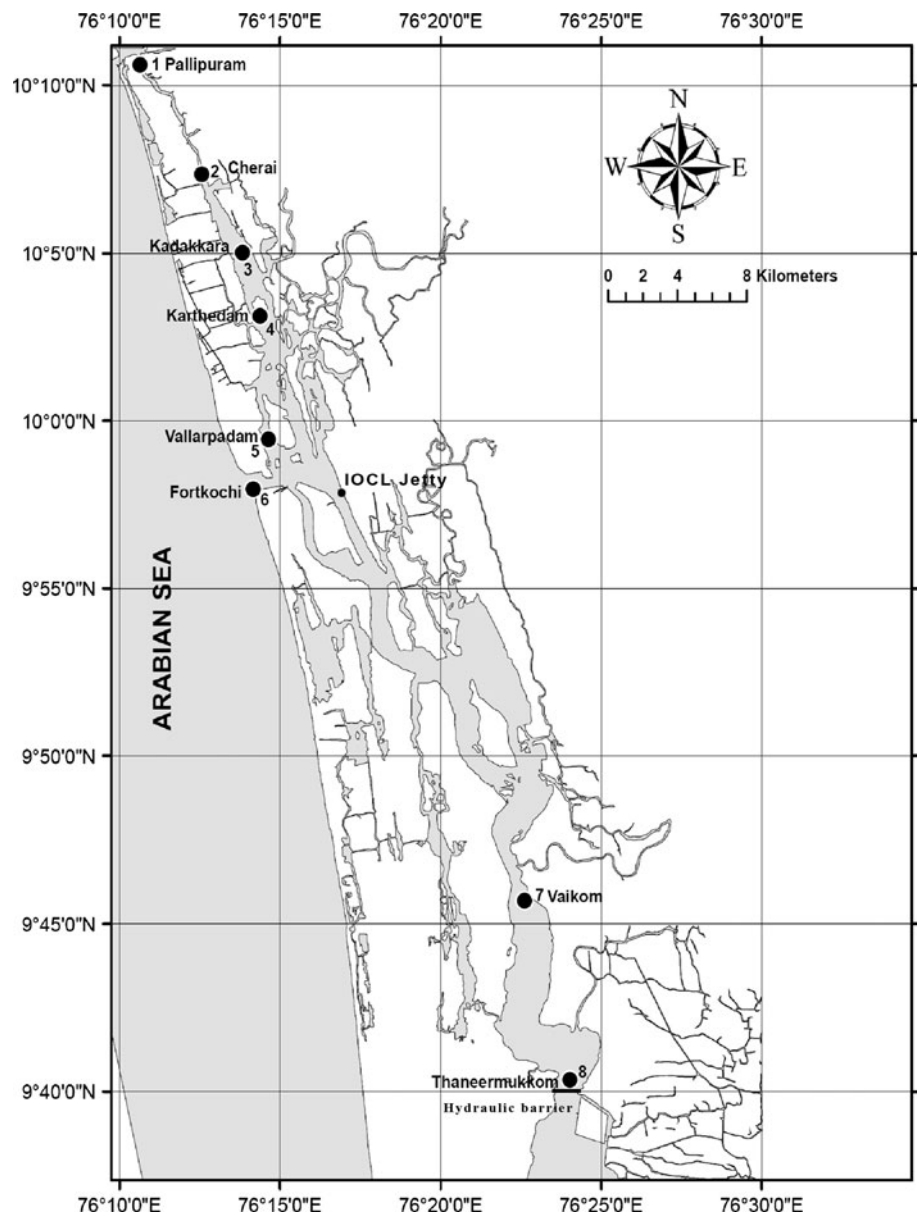 76°10'0"E 76°15'0"E 76°20'0"E 76°25'0"E 76°30'0"E
1 Pallipuram
10°10'0"N
N
2 Cherai
W E
S
Kadakkara
10°5'0"N
3
0 2 4 8 Kilometers
Karthedam
4
10°0'0"N
Vallarpadam
5
IOCL Jetty
Fortkochi
6
ARABIAN SEA
9°55'0"N
9°50'0"N
7 Vaikom
9°45'0"N
8
Thaneermukkom
9°40'0"N
Hydraulic barrier
76°10'0"E 76°15'0"E 76°20'0"E 76°25'0"E 76°30'0"E